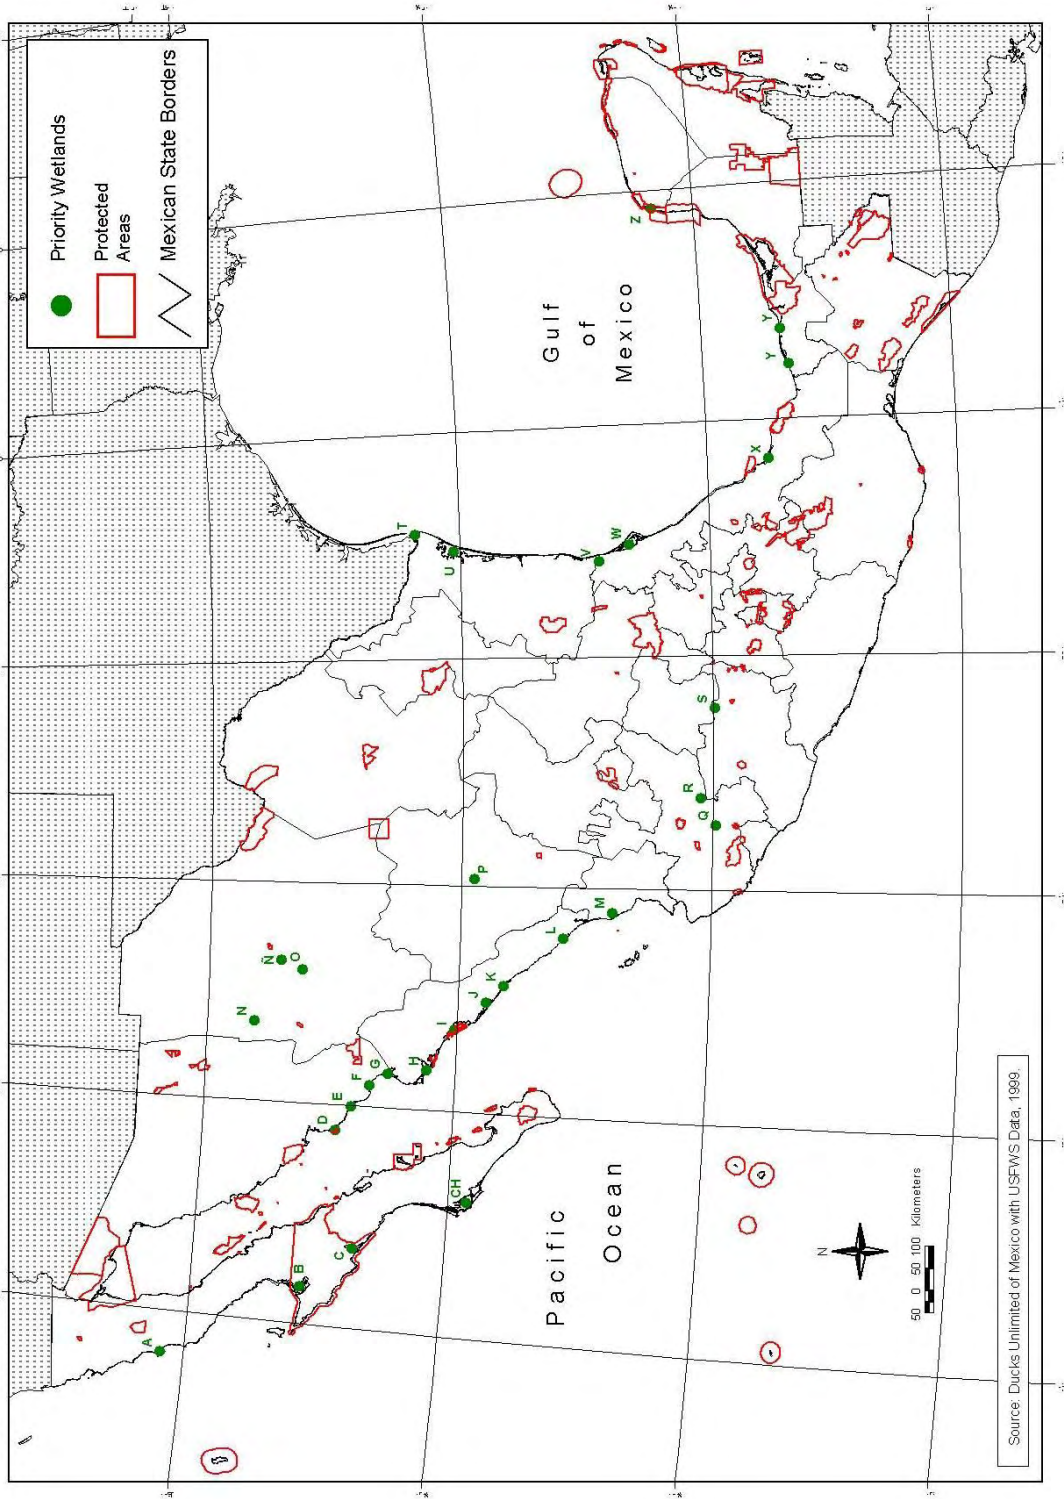 Priority Wetlands
Protected
Areas
Mexican State Borders
Gulf
of
Mexico
Pacific
Ocean
A
B
C
CH
D
E
F
G
H
I
J
K
L
M
N
Ñ
O
P
Q
R
S
T
U
V
W
X
Y
Y
Z
N
50 0 50 100 Kilometers
Source: Ducks Unlimited of Mexico with USFWS Data, 1999.